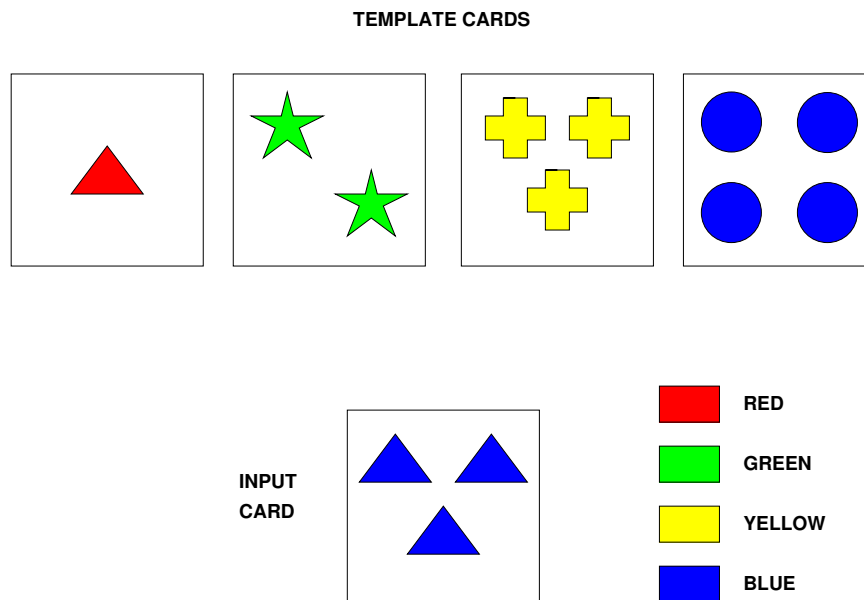 TEMPLATE CARDS
INPUT
CARD
RED
GREEN
YELLOW
BLUE